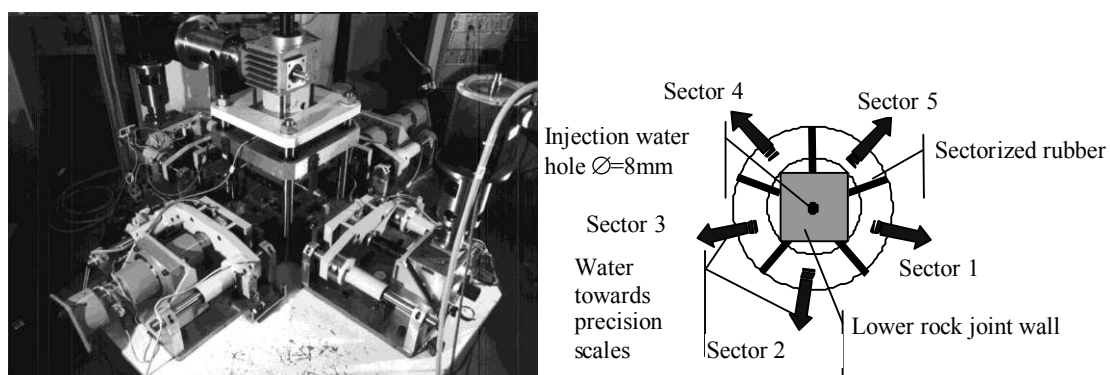 Sector 4
Sector 5
Injection water
hole ∅=8mm
Sectorized rubber
Sector 3
Sector 1
Water
towards
precision
scales
Lower rock joint wall
Sector 2